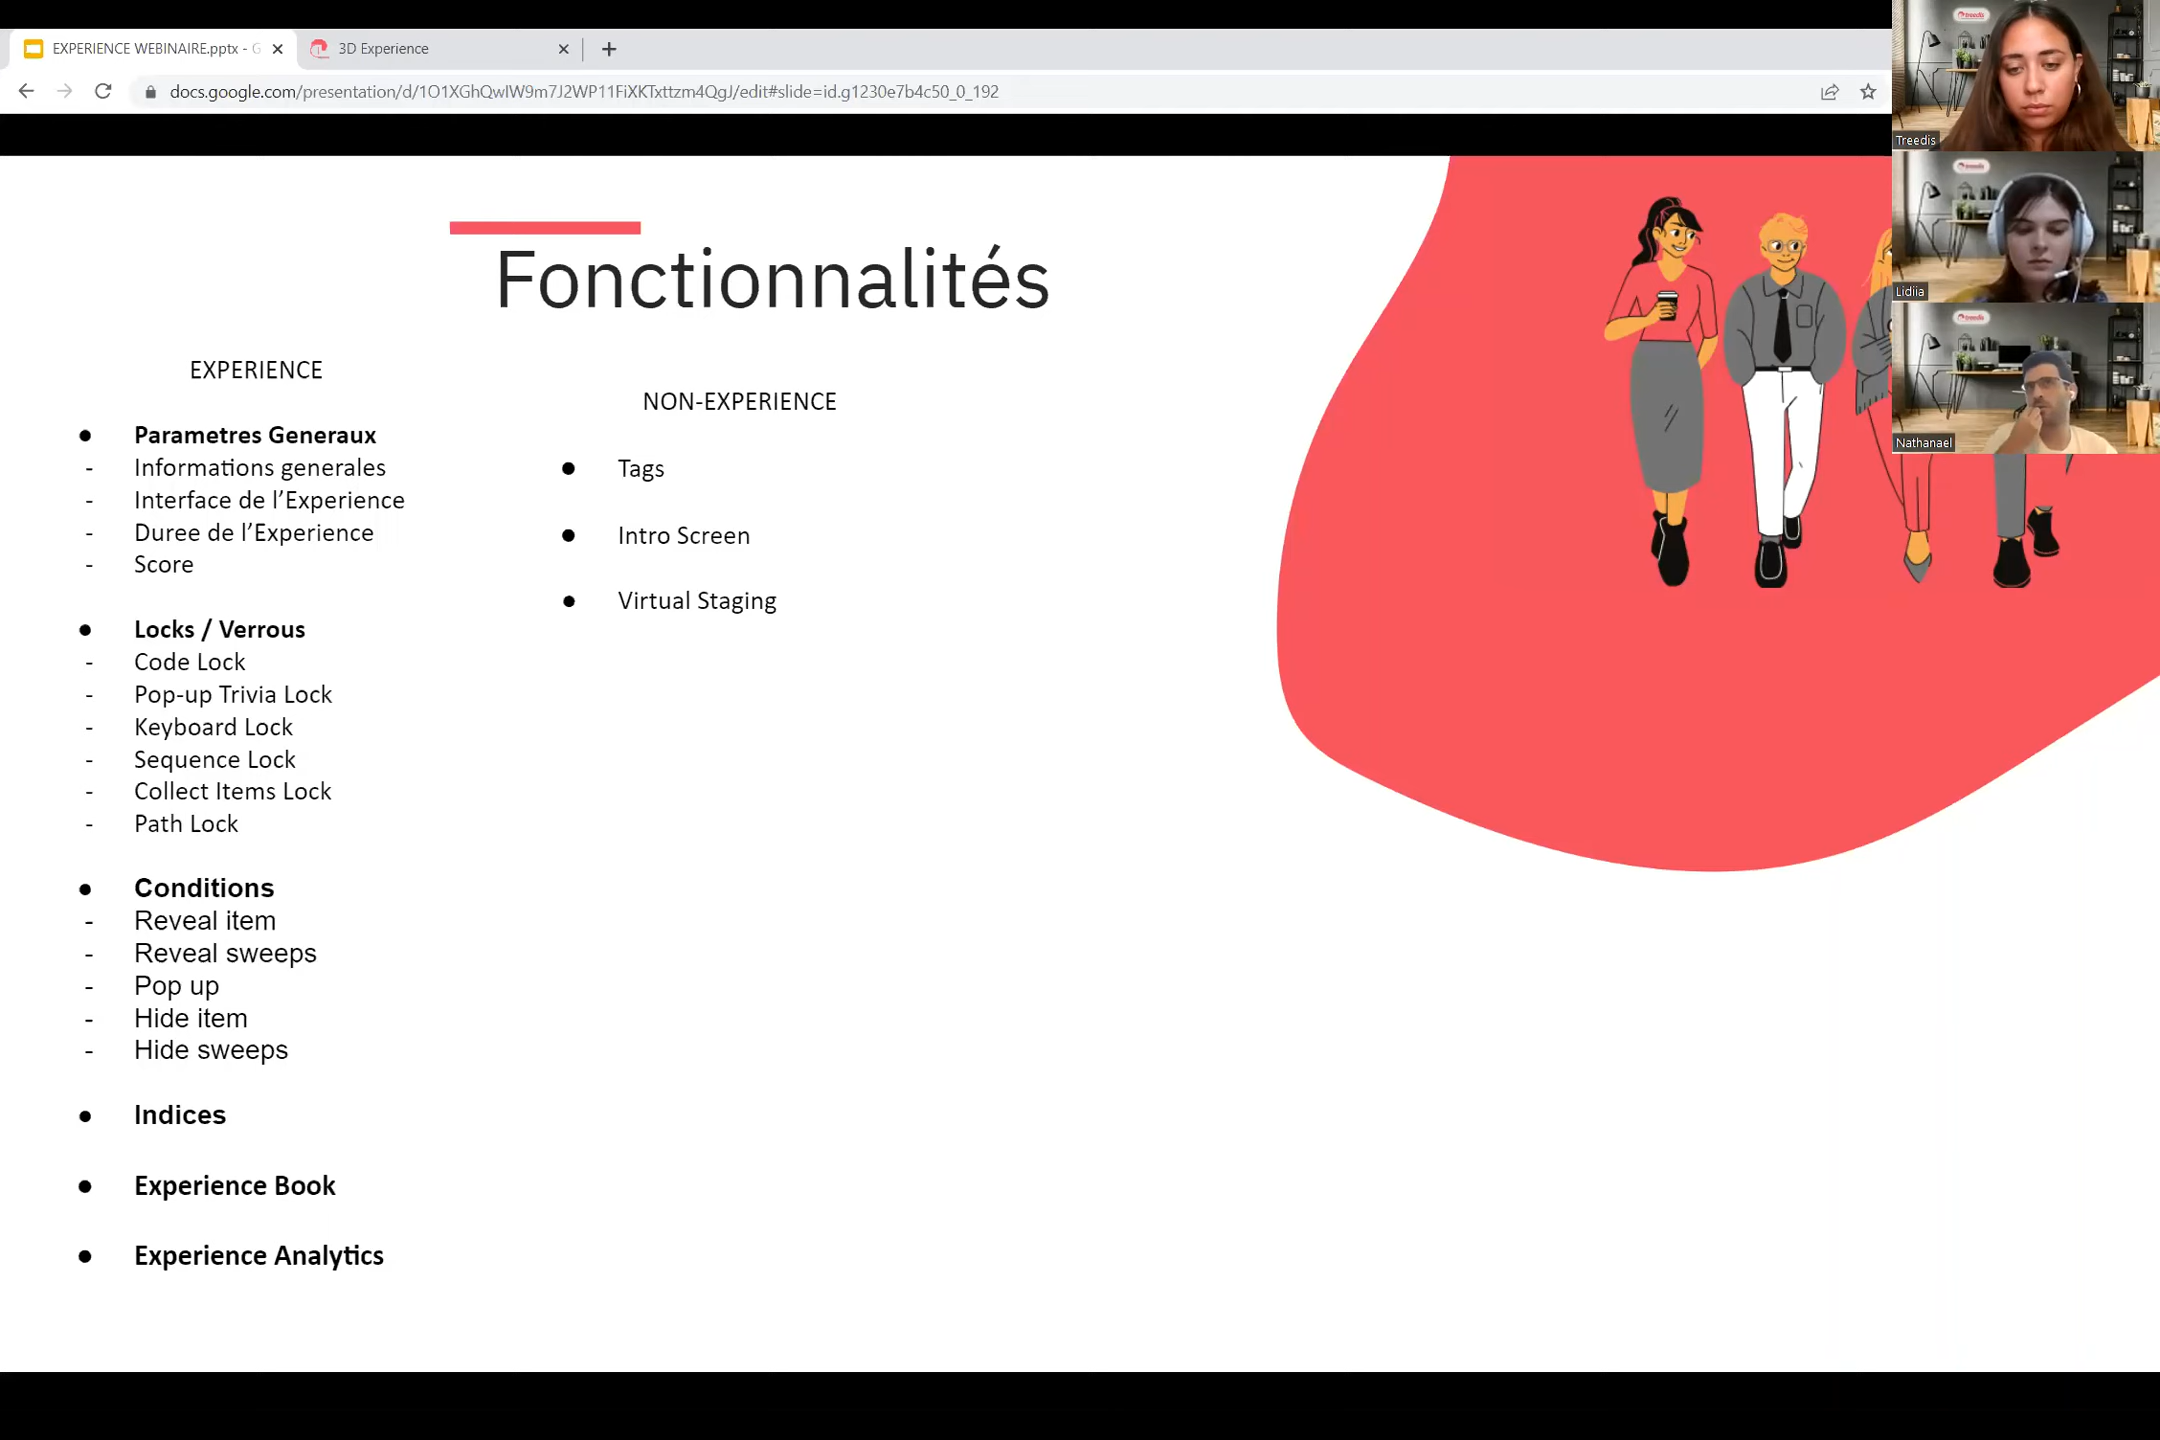 EXPERIENCE WEBINAIRE.pptx - G
3D Experience
docs.google.com/presentation/d/1O1XGhQwIW9m7J2WP11FiXKTxttzm4QgJ/edit#slide=id.g1230e7b4c50_0_192
Treedis
Lidiia
Nathanael
Fonctionnalités
EXPERIENCE
● Parametres Generaux
- Informations generales
- Interface de l’Experience
- Duree de l’Experience
- Score
● Locks / Verrous
- Code Lock
- Pop-up Trivia Lock
- Keyboard Lock
- Sequence Lock
- Collect Items Lock
- Path Lock
● Conditions
- Reveal item
- Reveal sweeps
- Pop up
- Hide item
- Hide sweeps
● Indices
● Experience Book
● Experience Analytics
NON-EXPERIENCE
● Tags
● Intro Screen
● Virtual Staging